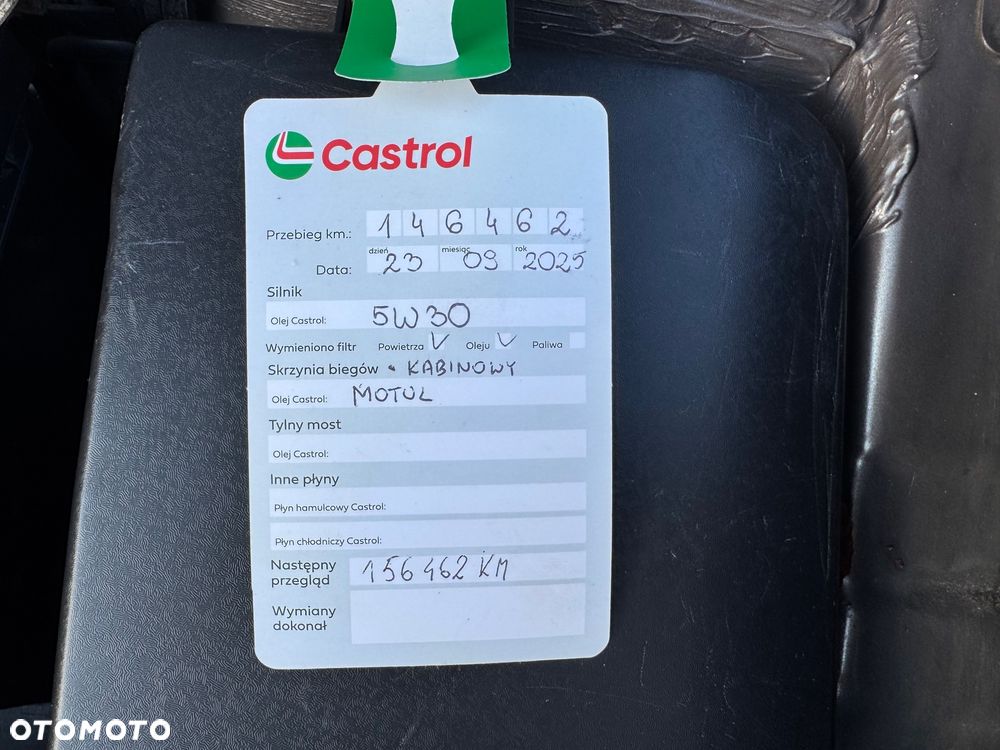 Castrol
Przebieg km.: 146462
dzień miesiąc rok
Data: 23 09 2025
Silnik
Olej Castrol: 5W30
Wymieniono filtr Powietrza V Oleju V Paliwa
Skrzynia biegów • KABINOWY
Olej Castrol: MOTUL
Tylny most
Olej Castrol:
Inne płyny
Płyn hamulcowy Castrol:
Płyn chłodniczy Castrol:
Następny przegląd 156462 KM
Wymiany dokonał
OTOMOTO